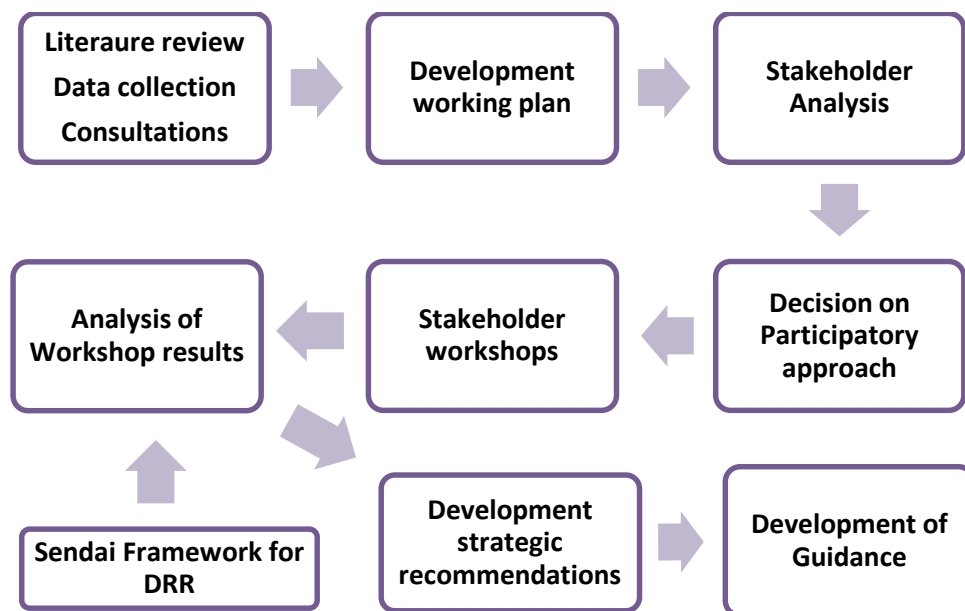 Literaure review
Data collection
Consultations
Development
working plan
Stakeholder
Analysis
Decision on
Participatory
approach
Stakeholder
workshops
Analysis of
Workshop results
Sendai Framework for
DRR
Development
strategic
recommendations
Development of
Guidance